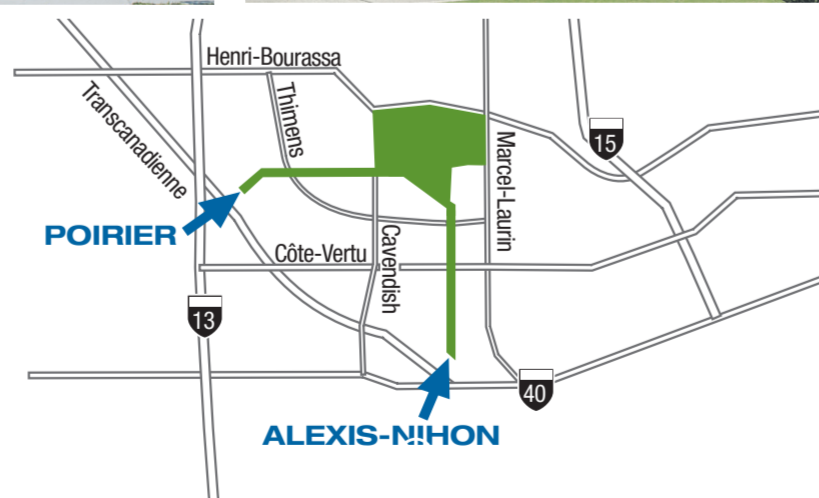 Henri-Bourassa
Transcanadienne
Thimens
Marcel-Laurin
15
POIRIER
Côte-Vertu
Cavendish
13
40
ALEXIS-NIHON